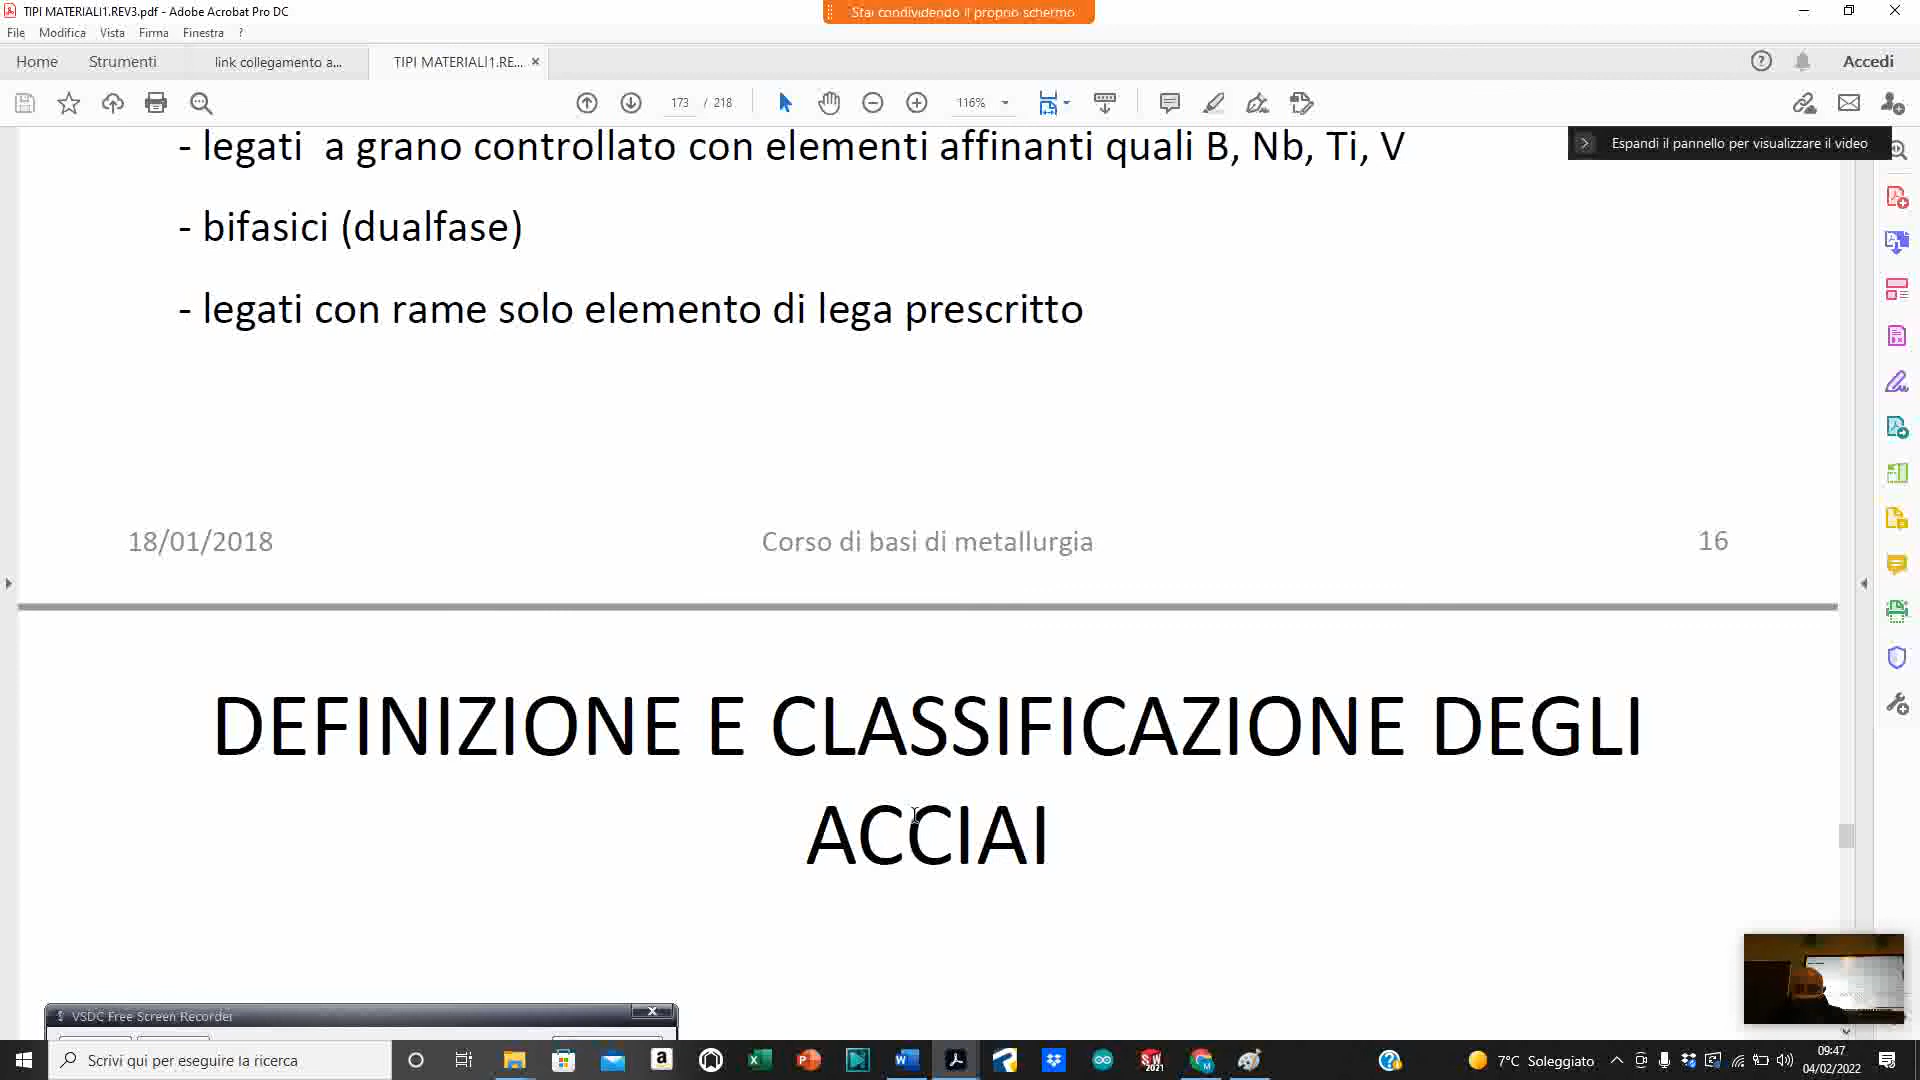 TIPI MATERIALI1.REV3.pdf - Adobe Acrobat Pro DC
Stai condividendo il proprio schermo
File Modifica Vista Firma Finestra ?
Home Strumenti link collegamento a... TIPI MATERIALI1.RE... × Accedi
173 / 218 116%
Espandi il pannello per visualizzare il video
- legati  a grano controllato con elementi affinanti quali B, Nb, Ti, V
- bifasici (dualfase)
- legati con rame solo elemento di lega prescritto
18/01/2018 Corso di basi di metallurgia 16
DEFINIZIONE E CLASSIFICAZIONE DEGLI
ACCIAI
VSDC Free Screen Recorder
Scrivi qui per eseguire la ricerca
7°C Soleggiato
09:47
04/02/2022